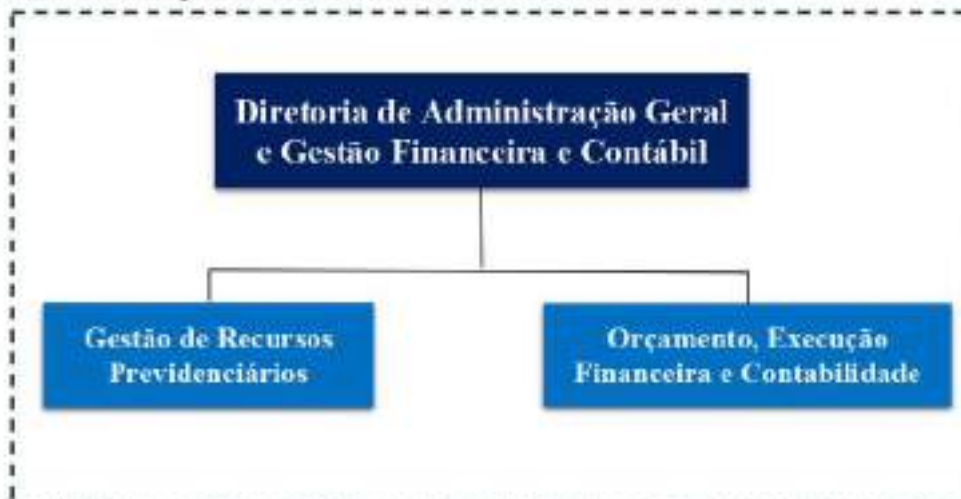 Diretoria de Administração Geral
e Gestão Financeira e Contábil
Gestão de Recursos
Previdenciários
Orçamento, Execução
Financeira e Contabilidade